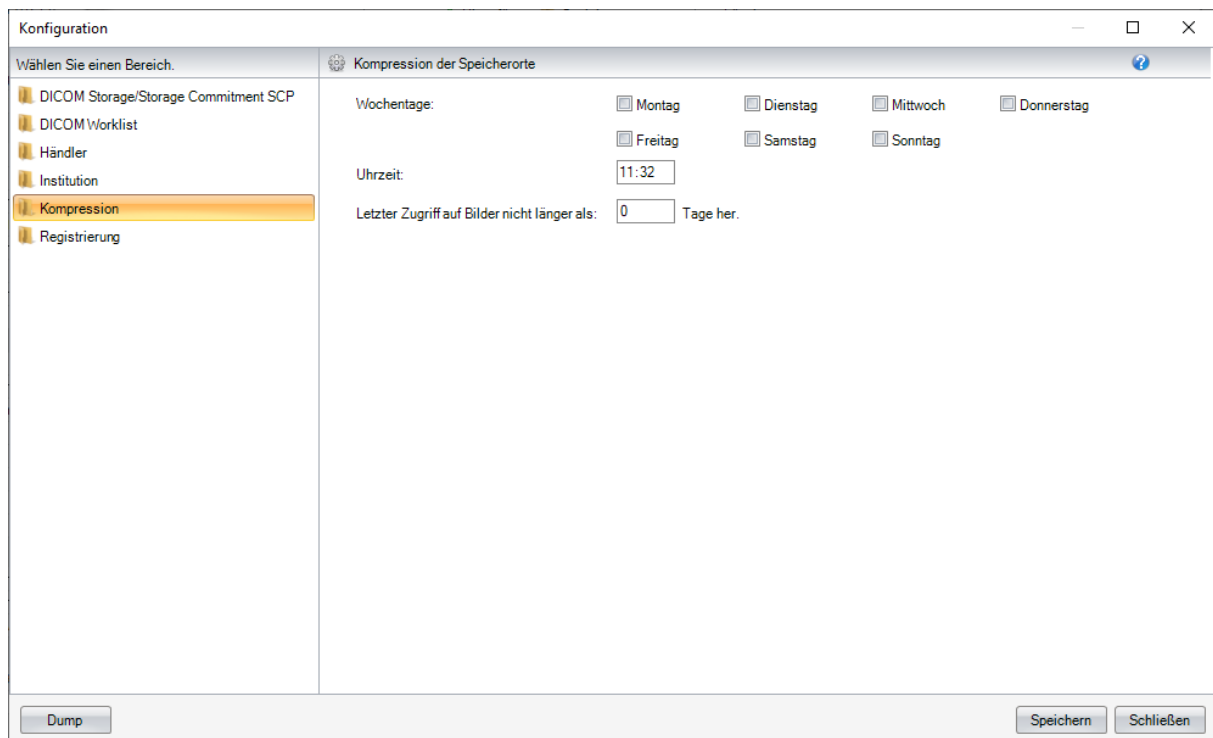 Konfiguration
Wählen Sie einen Bereich.
DICOM Storage/Storage Commitment SCP
DICOM Worklist
Händler
Institution
Kompression
Registrierung
Kompression der Speicherorte
?
Wochentage:
Montag Dienstag Mittwoch Donnerstag
Freitag Samstag Sonntag
Uhrzeit: 11:32
Letzter Zugriff auf Bilder nicht länger als: 0 Tage her.
Dump Speichern Schließen